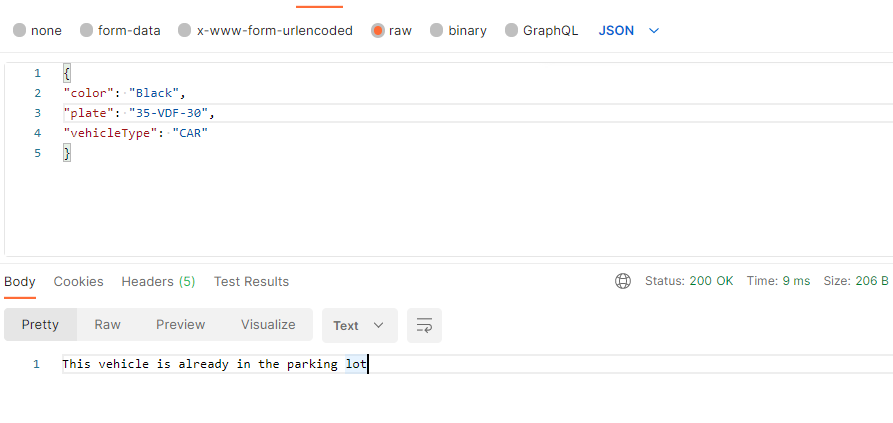 none form-data x-www-form-urlencoded raw binary GraphQL JSON
1 {
2 "color": "Black",
3 "plate": "35-VDF-30",
4 "vehicleType": "CAR"
5 }
Body Cookies Headers (5) Test Results Status: 200 OK Time: 9 ms Size: 206 B
Pretty Raw Preview Visualize Text
1 This vehicle is already in the parking lot